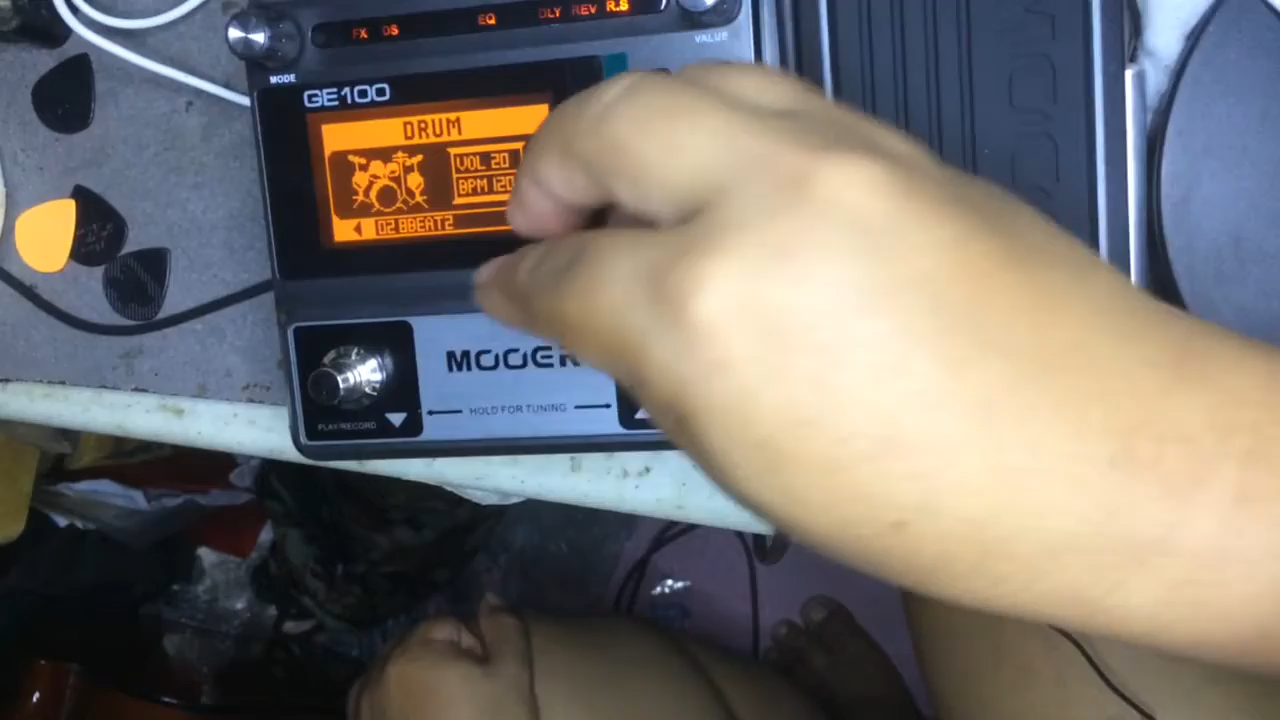 FX DS EQ DLY REV R.S
MODE
VALUE
GE100
DRUM
VOL 20
BPM 120
02 8BEAT2
MOOER
HOLD FOR TUNING
PLAY/RECORD